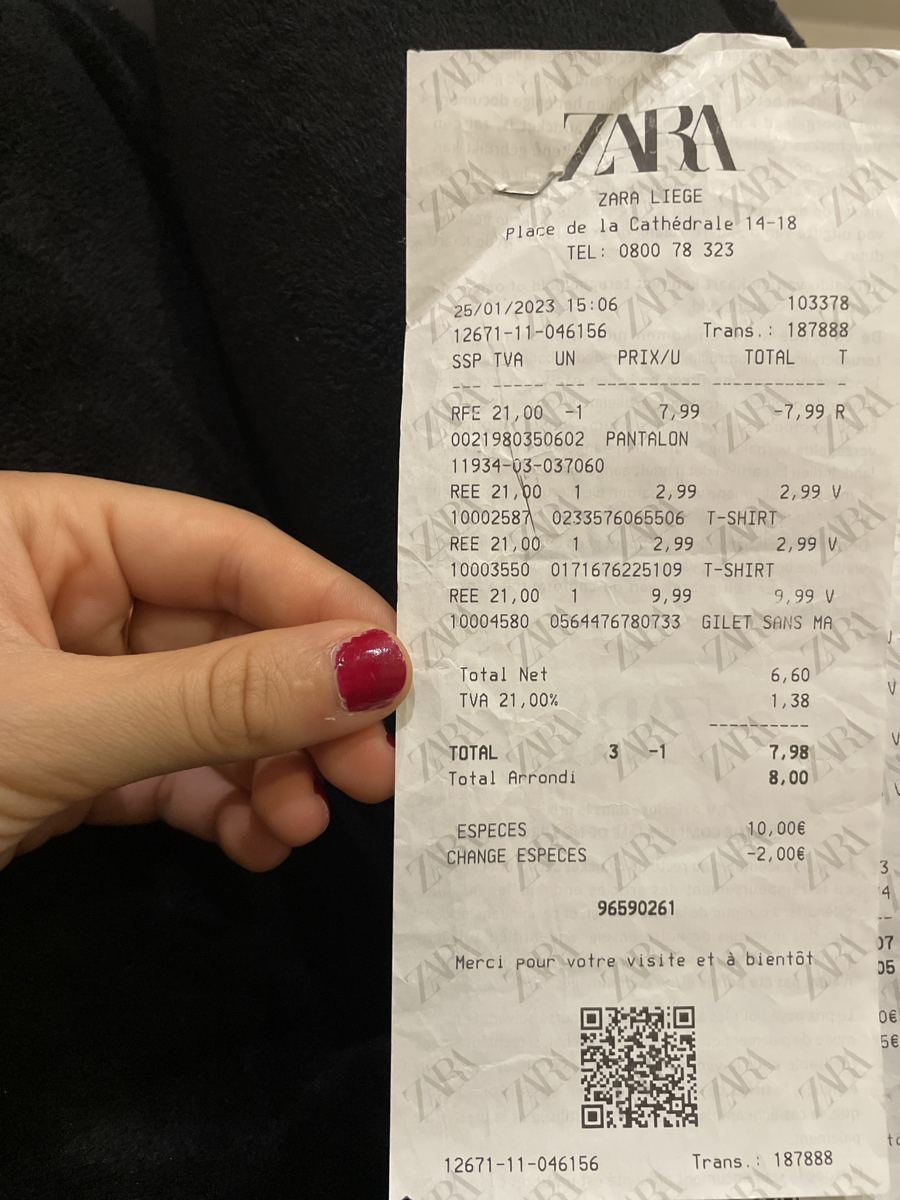 ZARA
ZARA LIEGE
place de la Cathédrale 14-18
TEL: 0800 78 323
25/01/2023 15:06 103378
12671-11-046156 Trans.: 187888
SSP TVA UN PRIX/U TOTAL T
--- ----- --- ----------- ----------- -
RFE 21,00 -1 7,99 -7,99 R
0021980350602 PANTALON
11934-03-037060
REE 21,00 1 2,99 2,99 V
10002587 0233576065506 T-SHIRT
REE 21,00 1 2,99 2,99 V
10003550 0171676225109 T-SHIRT
REE 21,00 1 9,99 9,99 V
10004580 0564476780733 GILET SANS MA
Total Net 6,60
TVA 21,00% 1,38
----------
TOTAL 3 -1 7,98
Total Arrondi 8,00
ESPECES 10,00€
CHANGE ESPECES -2,00€
96590261
Merci pour votre visite et à bientôt
12671-11-046156 Trans.: 187888